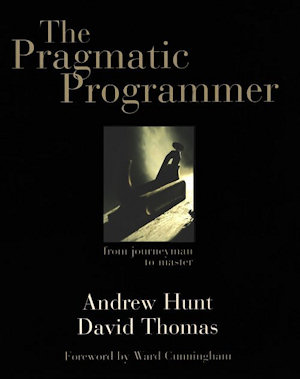 The
Pragmatic
Programmer
from journeyman
to master
Andrew Hunt
David Thomas
Foreword by Ward Cunningham